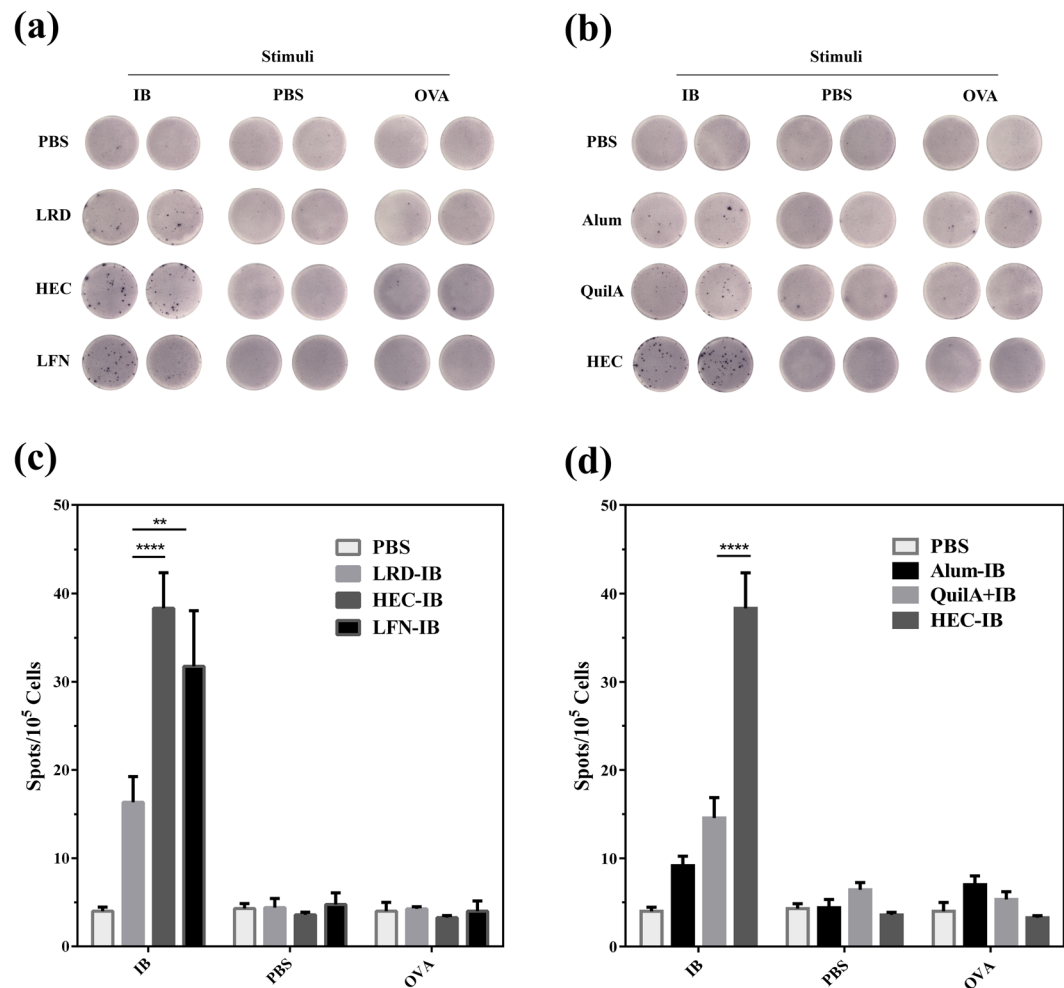 (a)
Stimuli
IB PBS OVA
PBS
LRD
HEC
LFN
(b)
Stimuli
IB PBS OVA
PBS
Alum
QuilA
HEC
(c)
50
40
30
20
10
0
Spots/10⁵ Cells
**
****
PBS
LRD-IB
HEC-IB
LFN-IB
IB PBS OVA
(d)
50
40
30
20
10
0
Spots/10⁵ Cells
****
PBS
Alum-IB
QuilA+IB
HEC-IB
IB PBS OVA